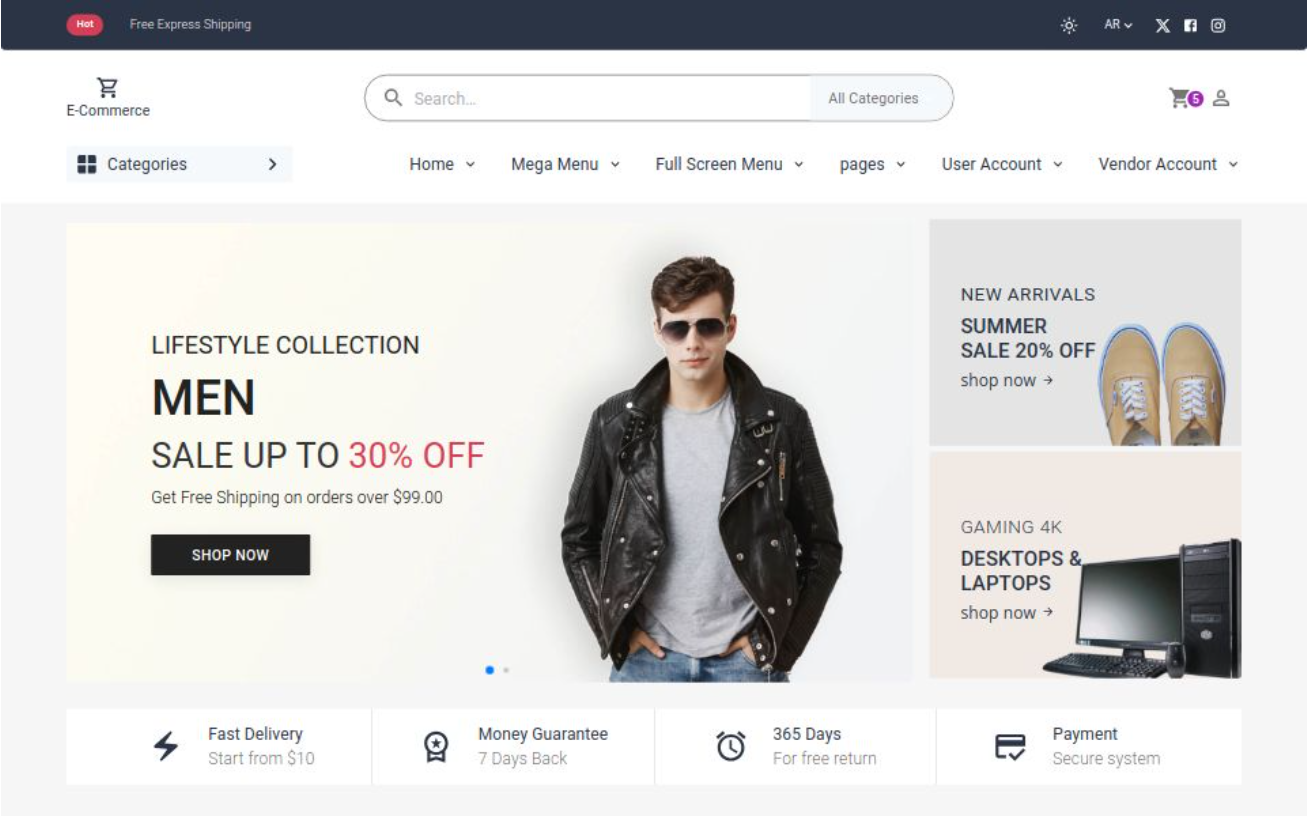 Hot
Free Express Shipping
AR
E-Commerce
Search...
All Categories
5
Categories
Home
Mega Menu
Full Screen Menu
pages
User Account
Vendor Account
LIFESTYLE COLLECTION
MEN
SALE UP TO 30% OFF
Get Free Shipping on orders over $99.00
SHOP NOW
NEW ARRIVALS
SUMMER
SALE 20% OFF
shop now →
GAMING 4K
DESKTOPS &
LAPTOPS
shop now →
Fast Delivery
Start from $10
Money Guarantee
7 Days Back
365 Days
For free return
Payment
Secure system